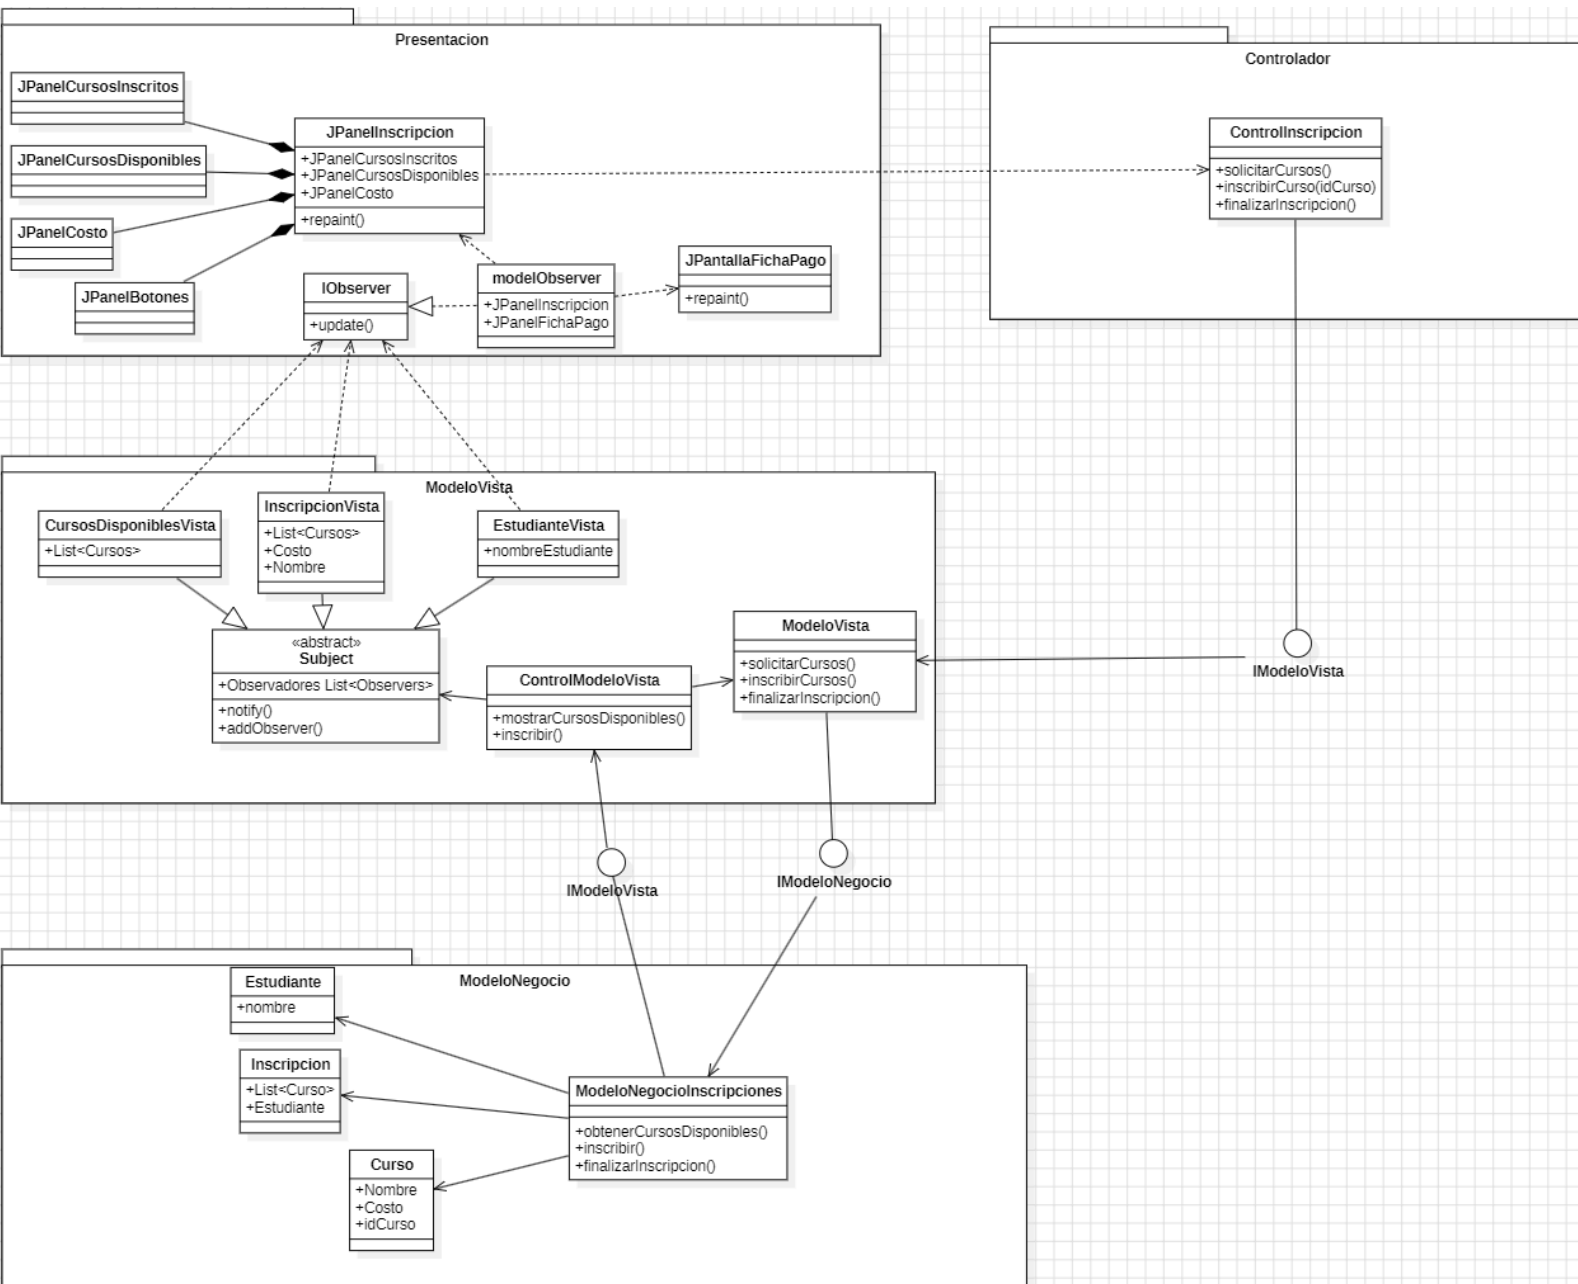 Presentacion
JPanelCursosInscritos
JPanelCursosDisponibles
JPanelCosto
JPanelBotones
JPanelInscripcion
+JPanelCursosInscritos
+JPanelCursosDisponibles
+JPanelCosto
+repaint()
IObserver
+update()
modelObserver
+JPanelInscripcion
+JPanelFichaPago
JPantallaFichaPago
+repaint()
Controlador
ControlInscripcion
+solicitarCursos()
+inscribirCurso(idCurso)
+finalizarInscripcion()
ModeloVista
CursosDisponiblesVista
+List<Cursos>
InscripcionVista
+List<Cursos>
+Costo
+Nombre
EstudianteVista
+nombreEstudiante
«abstract»
Subject
+Observadores List<Observers>
+notify()
+addObserver()
ControlModeloVista
+mostrarCursosDisponibles()
+inscribir()
ModeloVista
+solicitarCursos()
+inscribirCursos()
+finalizarInscripcion()
IModeloVista
IModeloVista
IModeloNegocio
ModeloNegocio
Estudiante
+nombre
Inscripcion
+List<Curso>
+Estudiante
Curso
+Nombre
+Costo
+idCurso
ModeloNegocioInscripciones
+obtenerCursosDisponibles()
+inscribir()
+finalizarInscripcion()